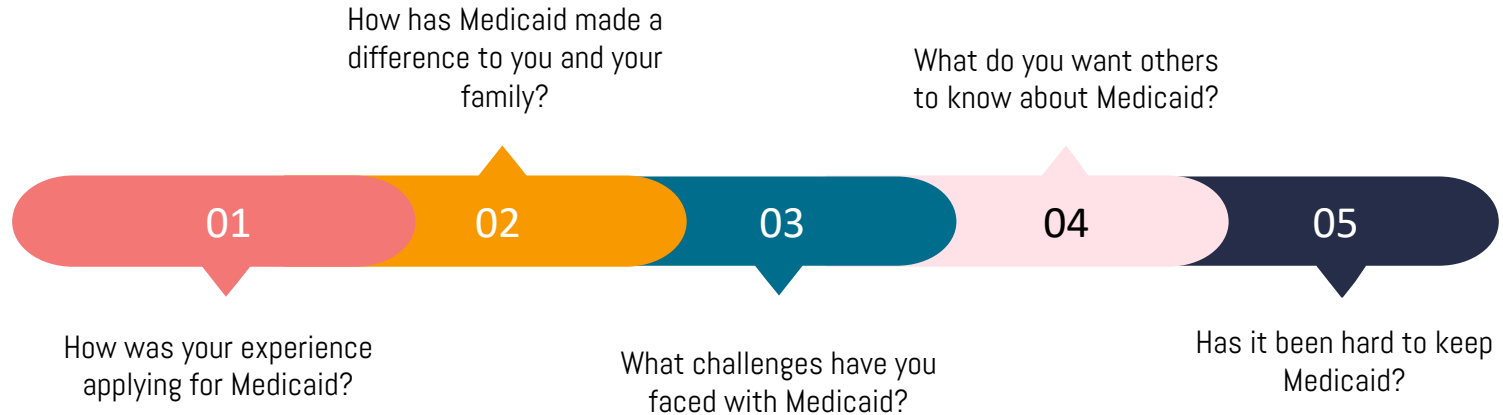 How has Medicaid made a
difference to you and your
family?
What do you want others
to know about Medicaid?
01
02
03
04
05
How was your experience
applying for Medicaid?
What challenges have you
faced with Medicaid?
Has it been hard to keep
Medicaid?